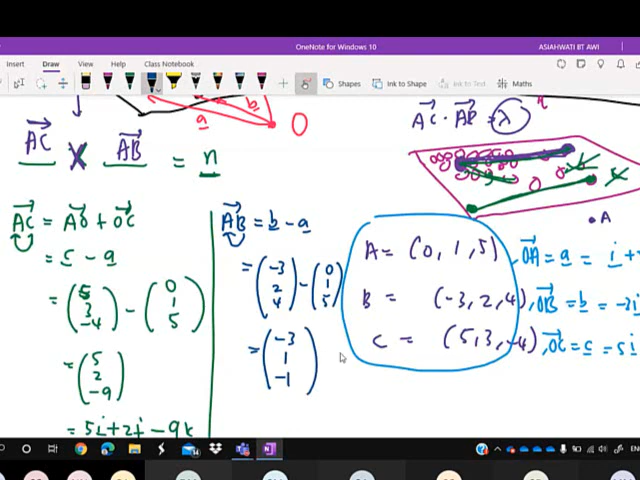 OneNote for Windows 10
ASIAHWATI BT AWI
Insert Draw View Help Class Notebook
Shapes Ink to Shape Ink to Text Maths
a b O
AC · AB = λ
AC × AB = n
A
AC = AO + OC
= c - a
= (5 3 -4) - (0 1 5)
= (5 2 -9)
= 5i + 2j - 9k
AB = b - a
= (-3 2 4) - (0 1 5)
= (-3 1 -1)
A = (0, 1, 5), OA = a = i +
B = (-3, 2, 4), OB = b = -3i
C = (5, 3, -4), OC = c = 5i